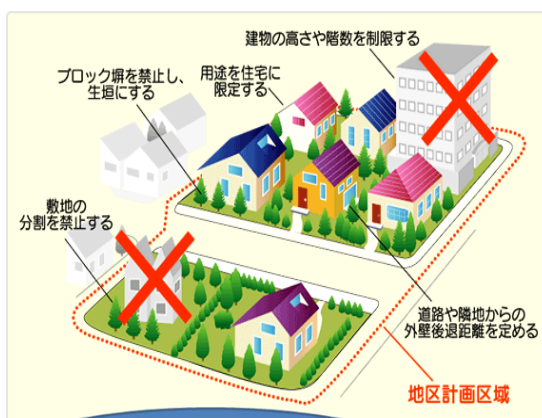 建物の高さや階数を制限する
ブロック塀を禁止し、
生垣にする
用途を住宅に
限定する
敷地の
分割を禁止する
道路や隣地からの
外壁後退距離を定める
地区計画区域